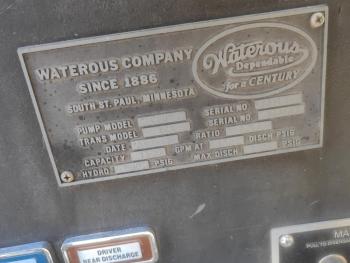 WATEROUS COMPANY
SINCE 1886
SOUTH ST. PAUL, MINNESOTA
Waterous
Dependable
for a CENTURY
PUMP MODEL SERIAL NO.
TRANS MODEL SERIAL NO.
DATE RATIO
CAPACITY GPM AT DISCH PSIG
HYDRO PSIG MAX DISCH PSIG
DRIVER
NEAR DISCHARGE
MA